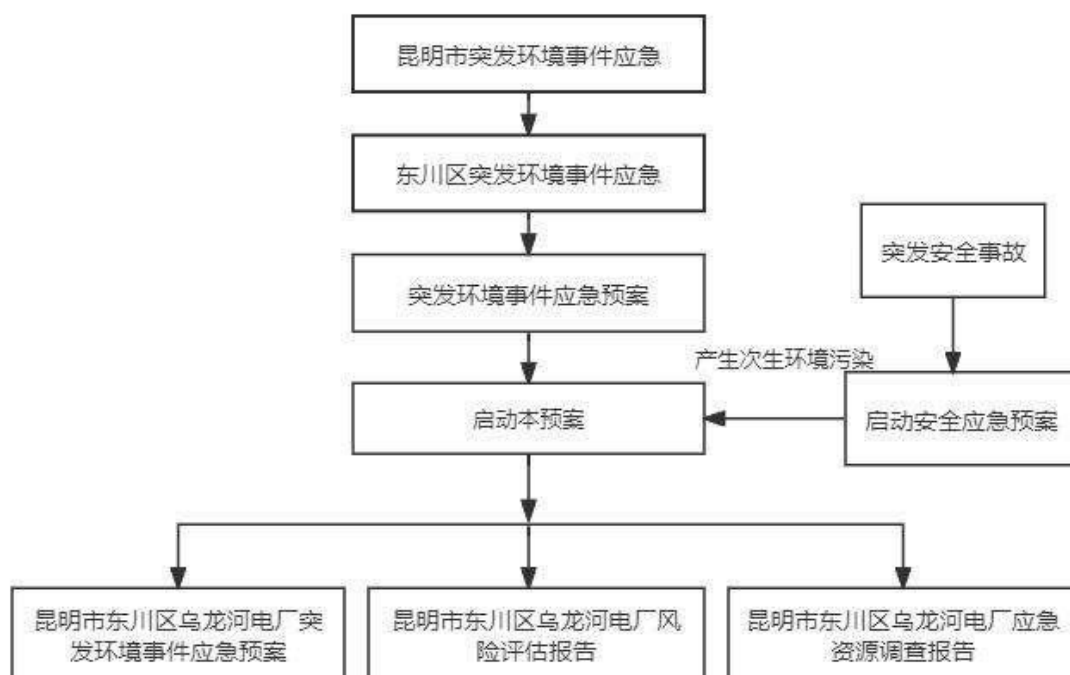 昆明市突发环境事件应急
东川区突发环境事件应急
突发安全事故
突发环境事件应急预案
产生次生环境污染
启动本预案
启动安全应急预案
昆明市东川区乌龙河电厂突
发环境事件应急预案
昆明市东川区乌龙河电厂风
险评估报告
昆明市东川区乌龙河电厂应急
资源调查报告